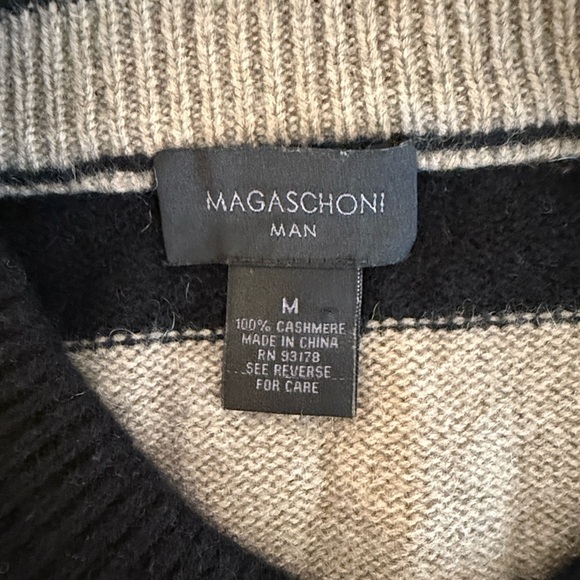 MAGASCHONI
MAN
M
100% CASHMERE
MADE IN CHINA
RN 93178
SEE REVERSE
FOR CARE